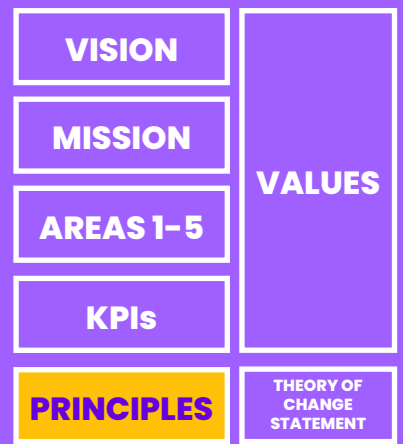 VISION
MISSION
AREAS 1-5
KPIs
PRINCIPLES
VALUES
THEORY OF
CHANGE
STATEMENT